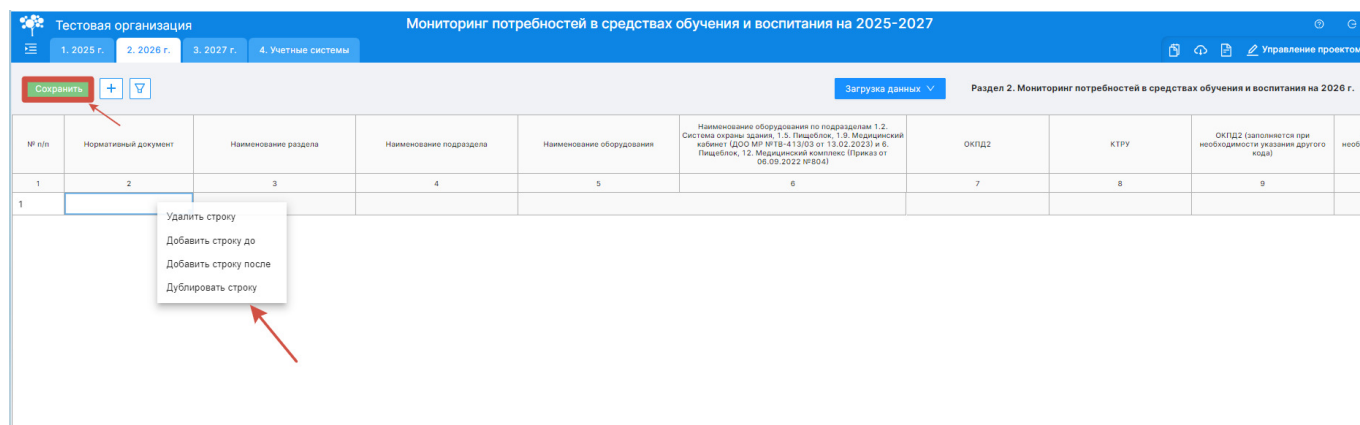 Тестовая организация
Мониторинг потребностей в средствах обучения и воспитания на 2025-2027
1. 2025 г.
2. 2026 г.
3. 2027 г.
4. Учетные системы
Управление проектом
Сохранить
Загрузка данных
Раздел 2. Мониторинг потребностей в средствах обучения и воспитания на 2026 г.
№ п/п
Нормативный документ
Наименование раздела
Наименование подраздела
Наименование оборудования
Наименование оборудования по подразделам 1.2.
Система охраны здания, 1.5. Пищеблок, 1.9. Медицинский
кабинет (ДОО МР №ТВ-413/03 от 13.02.2023) и 6.
Пищеблок, 12. Медицинский комплекс (Приказ от
06.09.2022 №804)
ОКПД2
КТРУ
ОКПД2 (заполняется при
необходимости указания другого
кода)
необ
1
2
3
4
5
6
7
8
9
1
Удалить строку
Добавить строку до
Добавить строку после
Дублировать строку